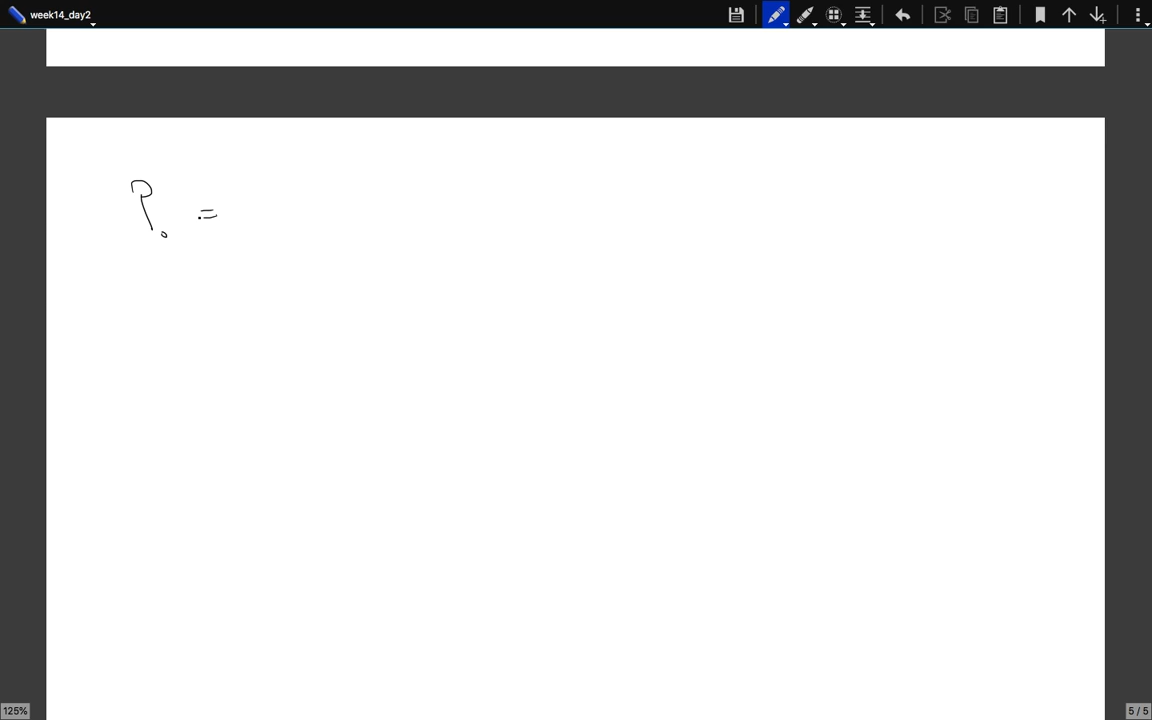 week14_day2
P₀ =
125%
5 / 5